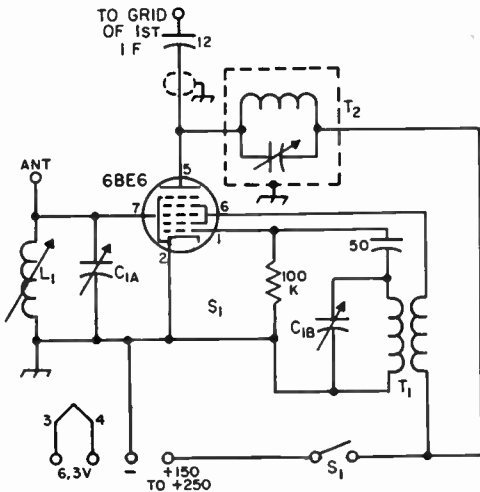 TO GRID
OF 1ST
1 F
12
T2
ANT
6BE6
5
7
6
1
2
50
L1
C1A
100
K
S1
C1B
T1
3
4
6,3V
–
+150
TO +250
S1